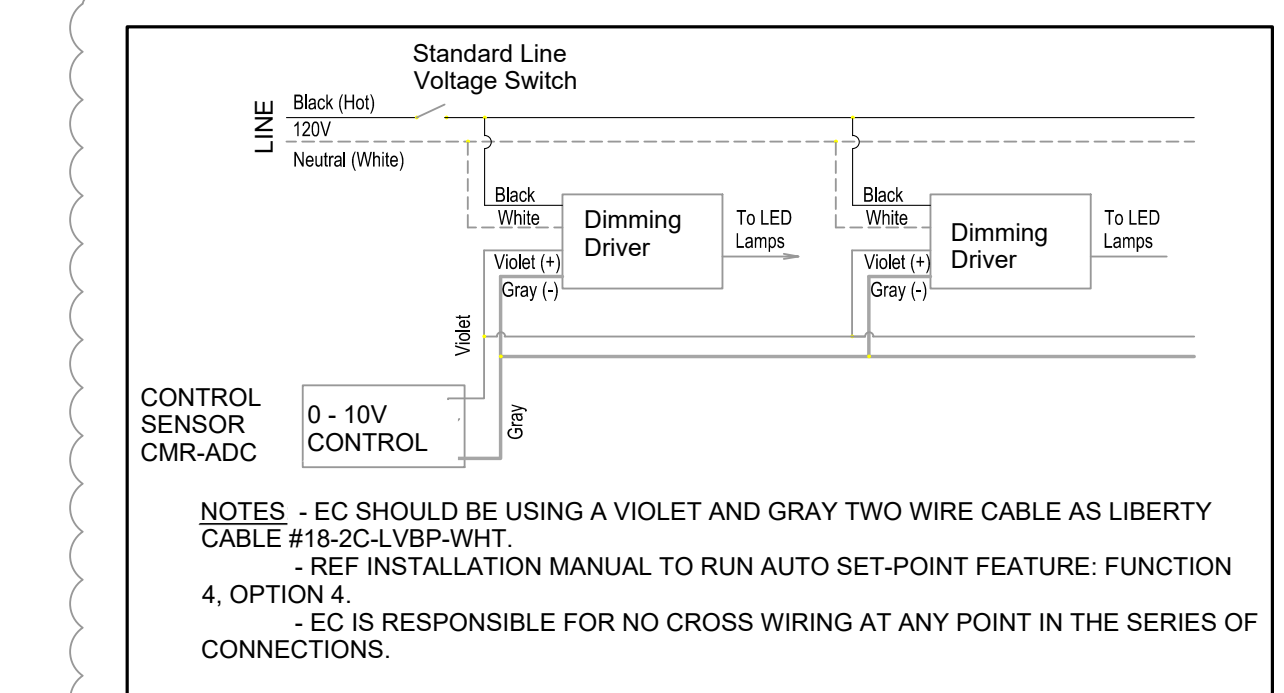 Standard Line
Voltage Switch
LINE
Black (Hot)
120V
Neutral (White)
Black
White
Dimming
Driver
To LED
Lamps
Violet (+)
Gray (-)
Black
White
Dimming
Driver
To LED
Lamps
Violet (+)
Gray (-)
Violet
Gray
CONTROL
SENSOR
CMR-ADC
0 - 10V
CONTROL
NOTES - EC SHOULD BE USING A VIOLET AND GRAY TWO WIRE CABLE AS LIBERTY
CABLE #18-2C-LVBP-WHT.
- REF INSTALLATION MANUAL TO RUN AUTO SET-POINT FEATURE: FUNCTION
4, OPTION 4.
- EC IS RESPONSIBLE FOR NO CROSS WIRING AT ANY POINT IN THE SERIES OF
CONNECTIONS.